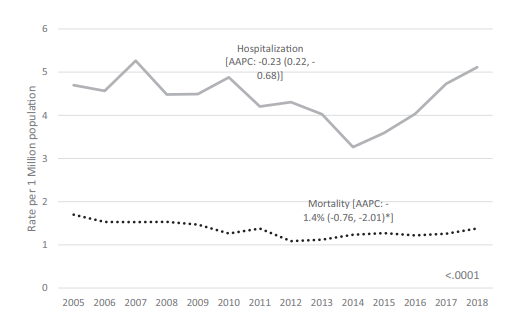 6
5
4
3
2
1
0
Rate per 1 Million population
Hospitalization
[AAPC: -0.23 (0.22, -
0.68)]
Mortality [AAPC: -
1.4% (-0.76, -2.01)*]
<.0001
2005 2006 2007 2008 2009 2010 2011 2012 2013 2014 2015 2016 2017 2018